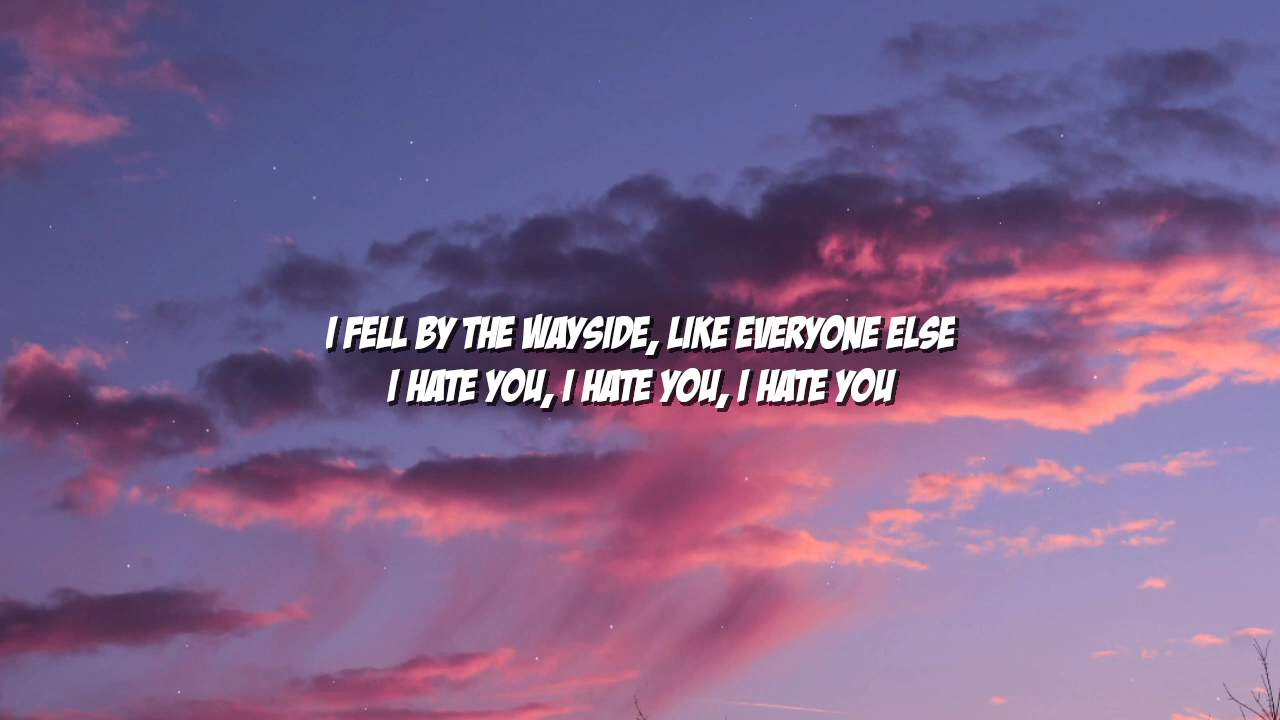 I FELL BY THE WAYSIDE, LIKE EVERYONE ELSE
I HATE YOU, I HATE YOU, I HATE YOU